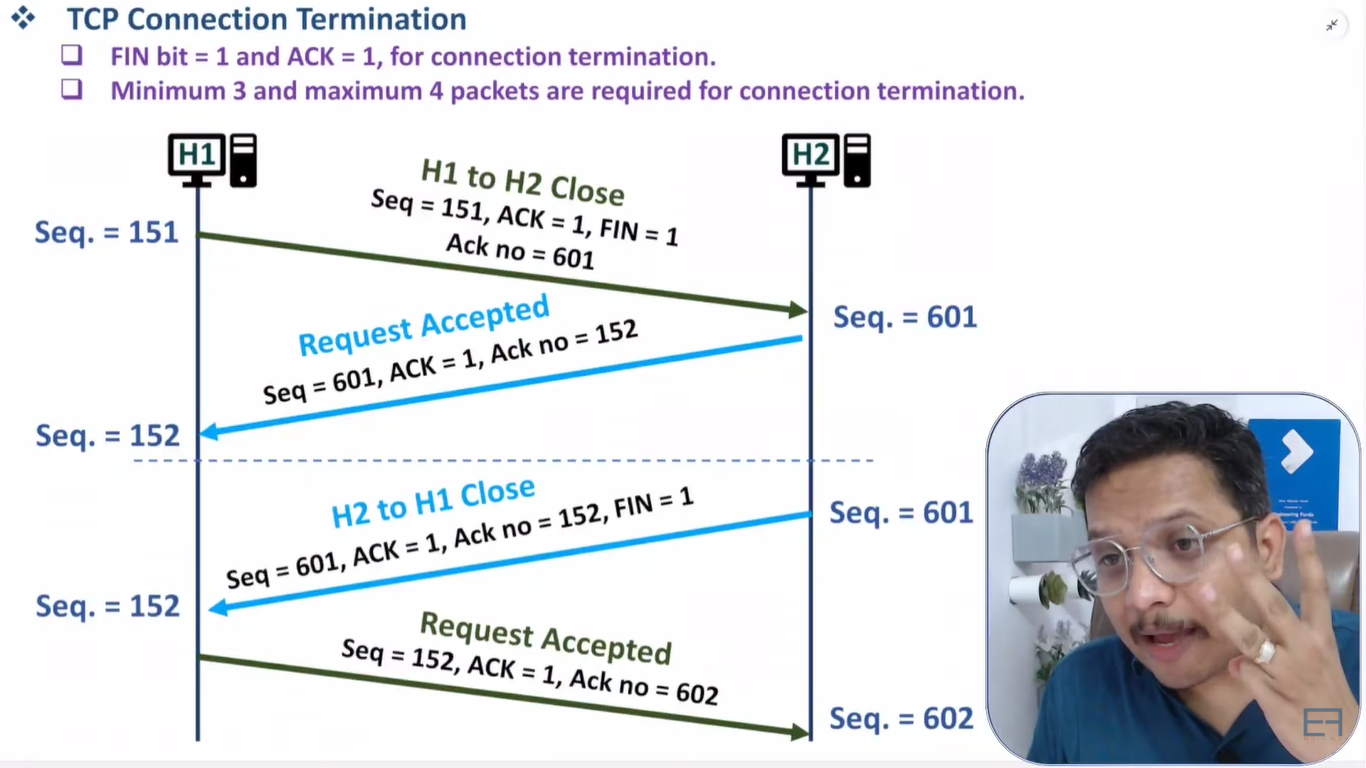 TCP Connection Termination
FIN bit = 1 and ACK = 1, for connection termination.
Minimum 3 and maximum 4 packets are required for connection termination.
H1
H2
H1 to H2 Close
Seq = 151, ACK = 1, FIN = 1
Ack no = 601
Seq. = 151
Seq. = 601
Request Accepted
Seq = 601, ACK = 1, Ack no = 152
Seq. = 152
H2 to H1 Close
Seq = 601, ACK = 1, Ack no = 152, FIN = 1
Seq. = 601
Seq. = 152
Request Accepted
Seq = 152, ACK = 1, Ack no = 602
Seq. = 602
EF